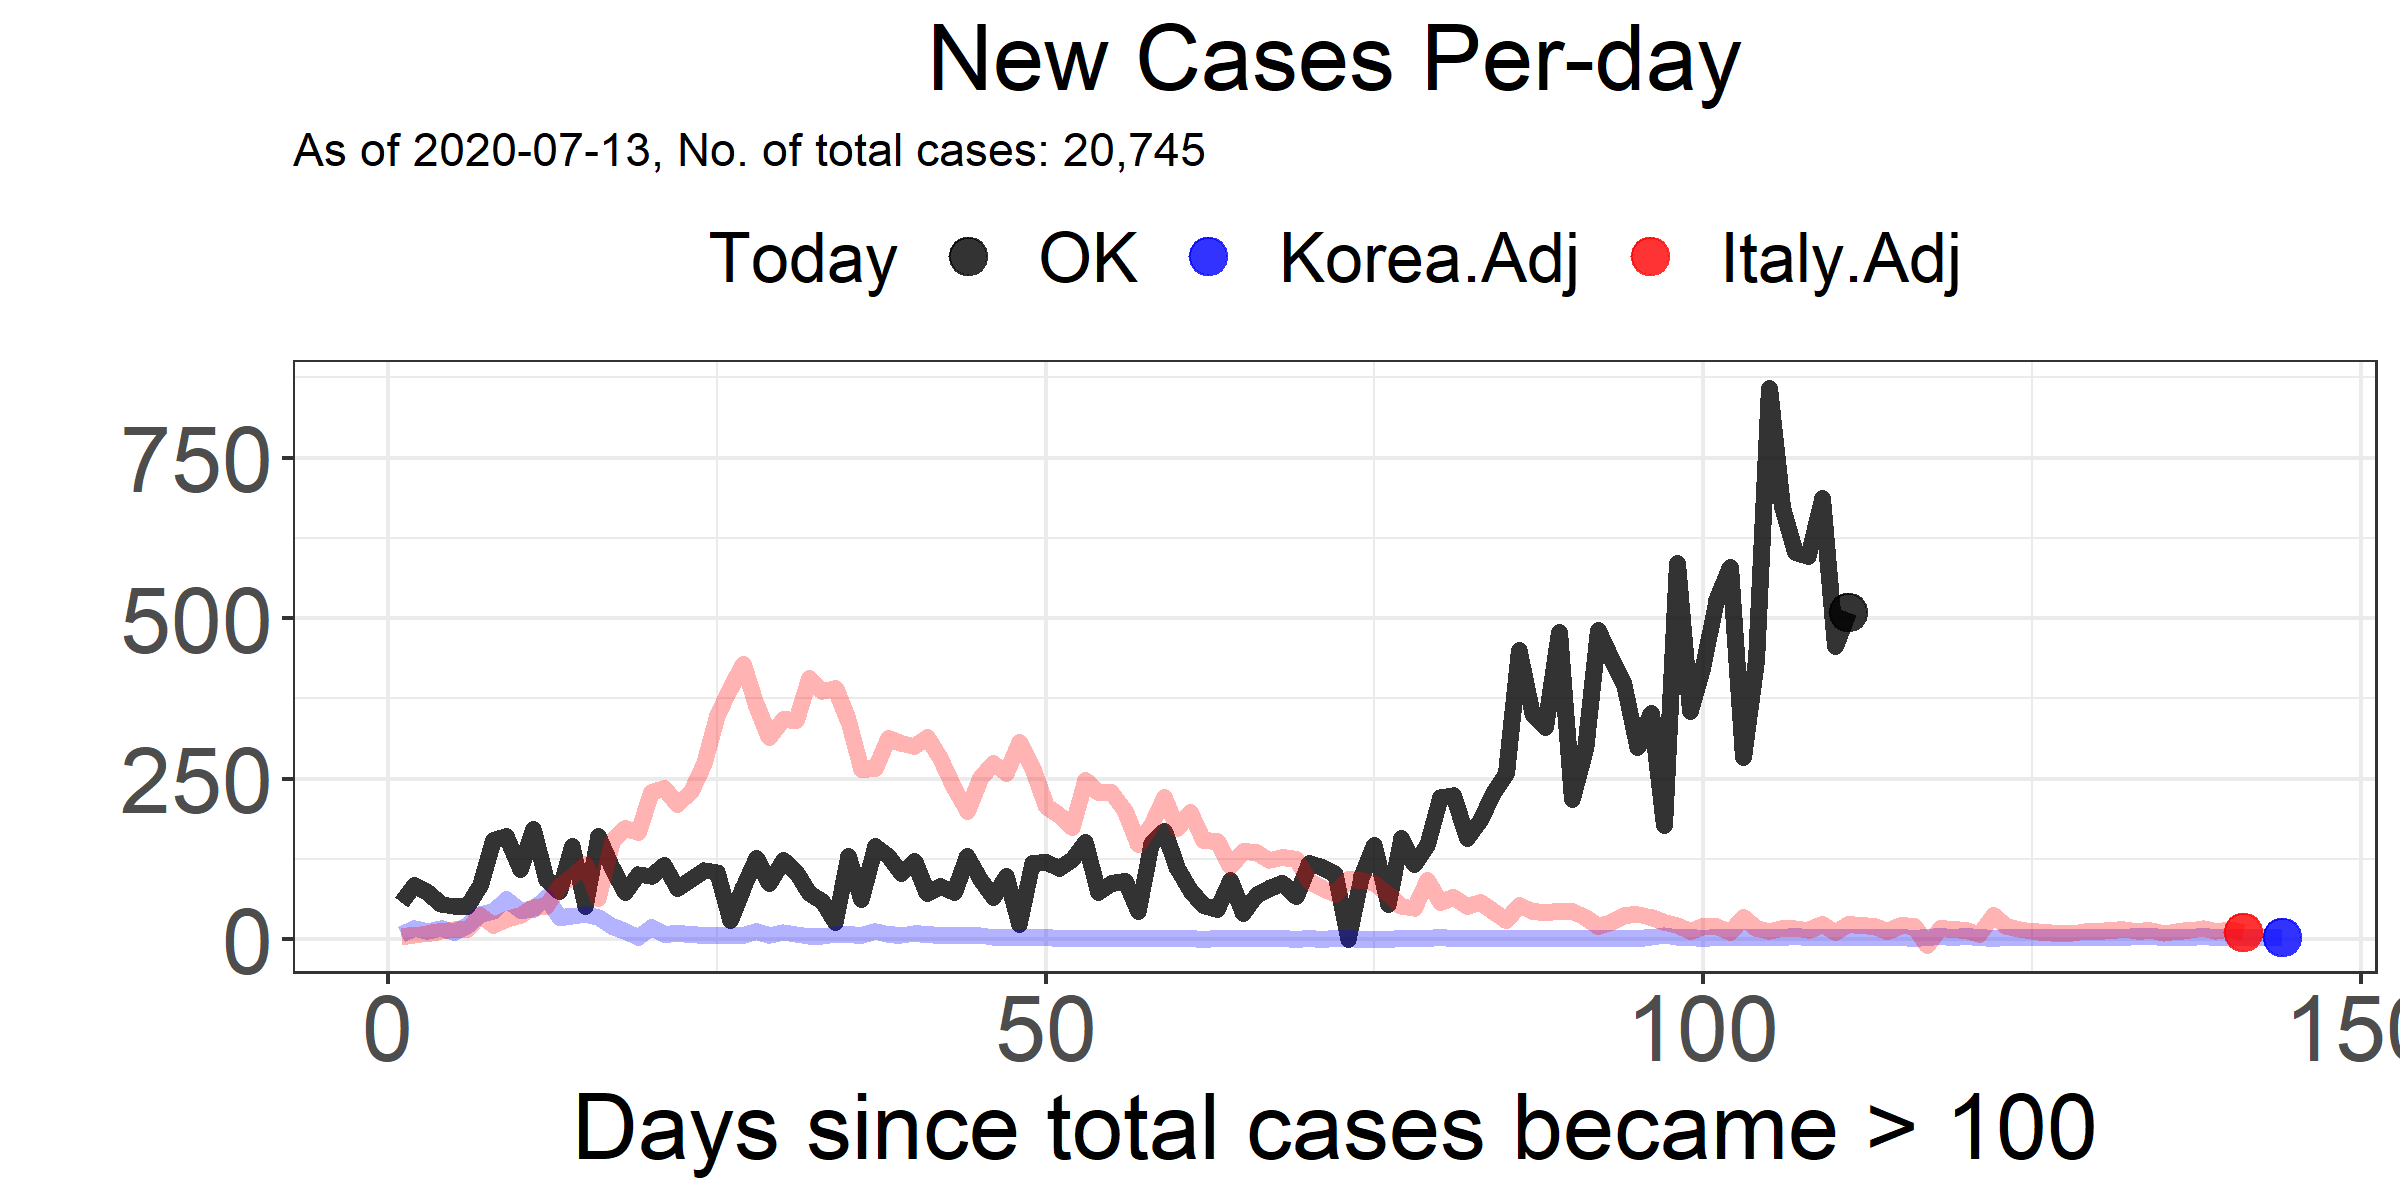 New Cases Per-day
As of 2020-07-13, No. of total cases: 20,745
Today OK Korea.Adj Italy.Adj
750
500
250
0
0 50 100 150
Days since total cases became > 100